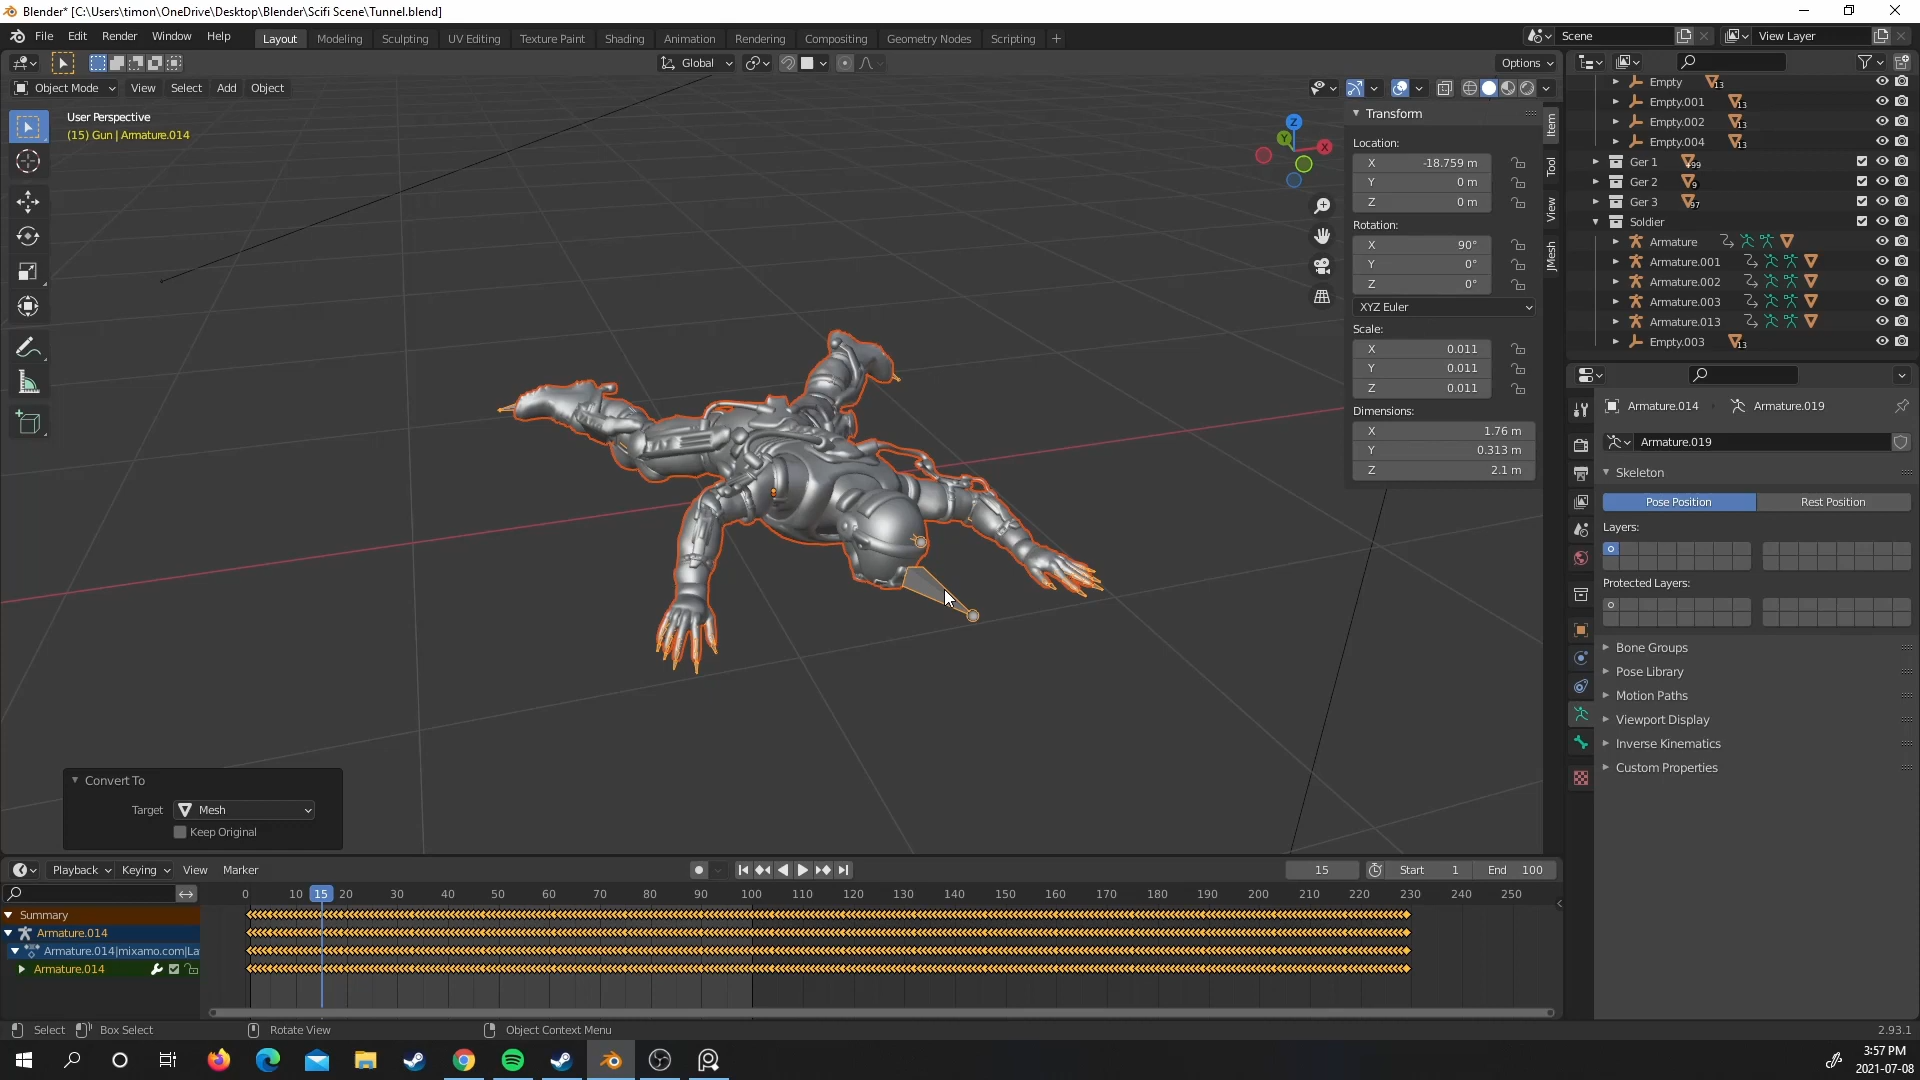 Blender* [C:\Users\timon\OneDrive\Desktop\Blender\Scifi Scene\Tunnel.blend]
File Edit Render Window Help Layout Modeling Sculpting UV Editing Texture Paint Shading Animation Rendering Compositing Geometry Nodes Scripting + Scene View Layer
Global Options
Object Mode View Select Add Object
User Perspective
(15) Gun | Armature.014
Z
Y
X
Transform
Location:
X -18.759 m
Y 0 m
Z 0 m
Rotation:
X 90°
Y 0°
Z 0°
XYZ Euler
Scale:
X 0.011
Y 0.011
Z 0.011
Dimensions:
X 1.76 m
Y 0.313 m
Z 2.1 m
Item
Tool
View
JMesh
Empty 13
Empty.001 13
Empty.002 13
Empty.004 13
Ger 1 +99
Ger 2 9
Ger 3 97
Soldier
Armature
Armature.001
Armature.002
Armature.003
Armature.013
Empty.003 13
Armature.014 Armature.019
Armature.019
Skeleton
Pose Position Rest Position
Layers:
Protected Layers:
Bone Groups
Pose Library
Motion Paths
Viewport Display
Inverse Kinematics
Custom Properties
Convert To
Target Mesh
Keep Original
Playback Keying View Marker 15 Start 1 End 100
0 10 15 20 30 40 50 60 70 80 90 100 110 120 130 140 150 160 170 180 190 200 210 220 230 240 250
Summary
Armature.014
Armature.014|mixamo.com|La
Armature.014
Select Box Select Rotate View Object Context Menu 2.93.1
3:57 PM
2021-07-08